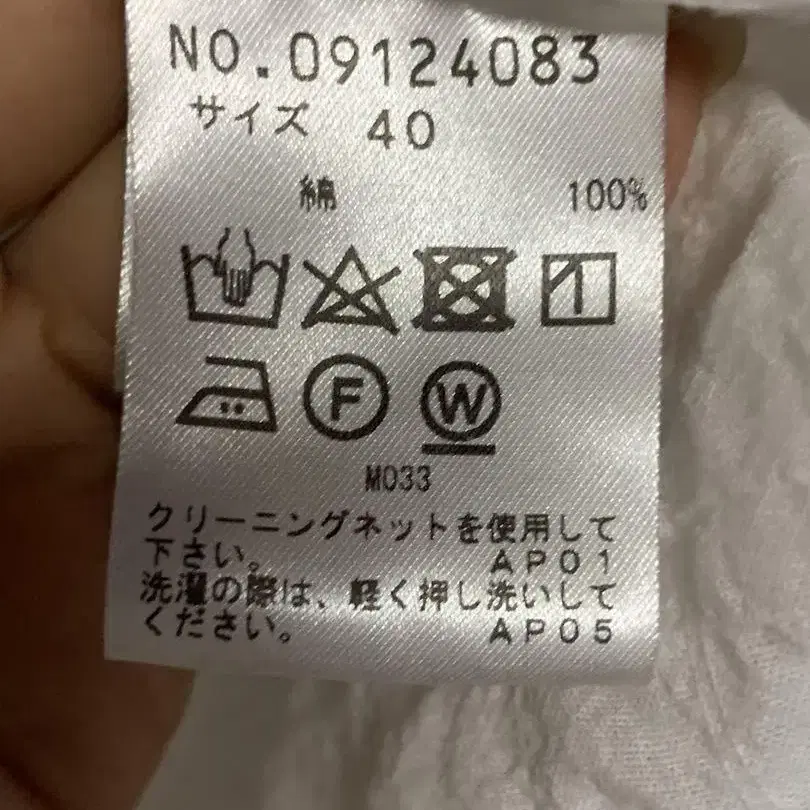 NO.09124083
サイズ 40
綿 100%
F W
M033
クリーニングネットを使用して
下さい。 AP01
洗濯の際は、軽く押し洗いして
ください。 AP05